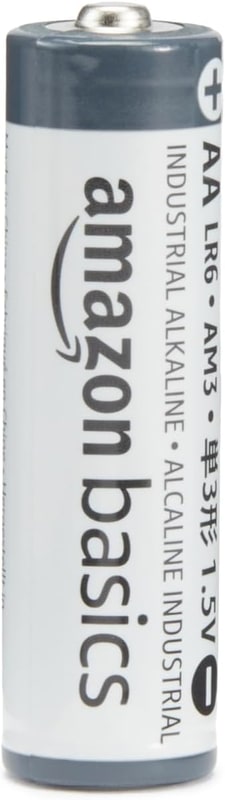 + AA LR6 • AM3 • 単3形 1.5V −
INDUSTRIAL ALKALINE • ALCALINE INDUSTRIAL
amazon basics